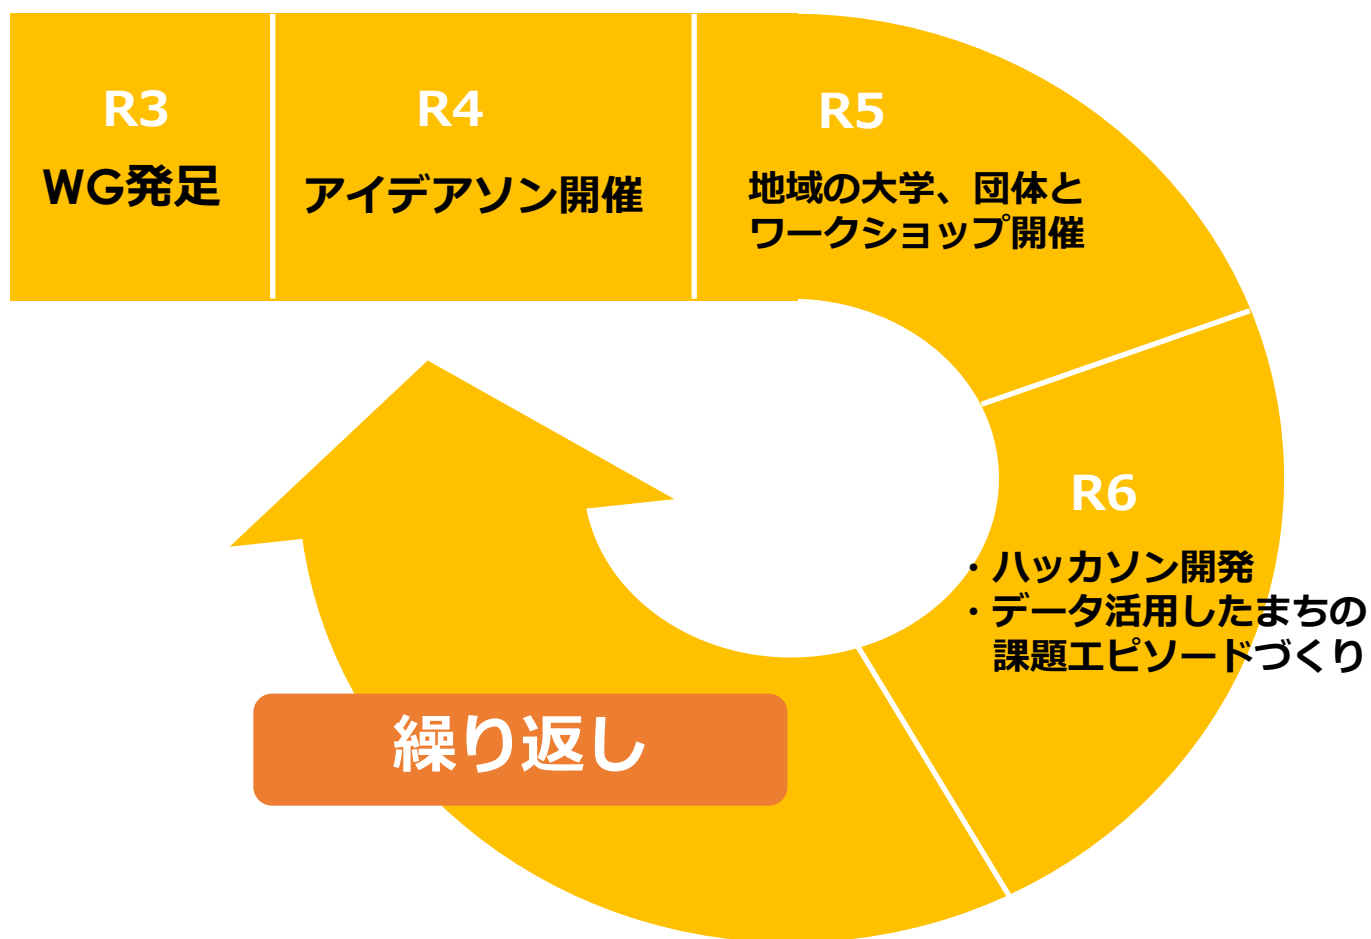 R3
WG発足
R4
アイデアソン開催
R5
地域の大学、団体と
ワークショップ開催
R6
・ハッカソン開発
・データ活用したまちの
課題エピソードづくり
繰り返し